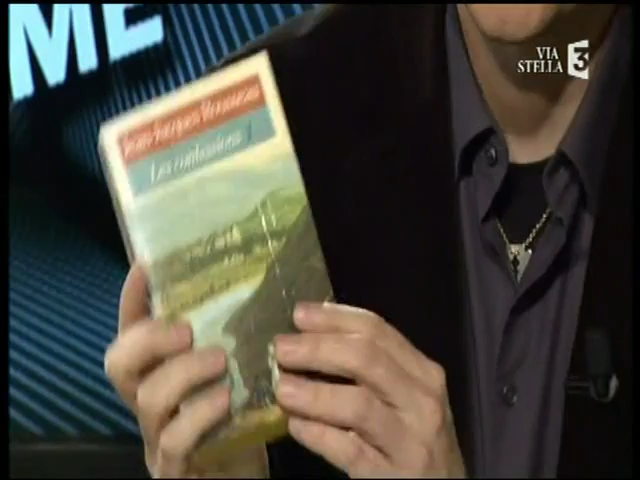 ME
VIA
STELLA 3
Jean-Jacques Rousseau
Les confessions I